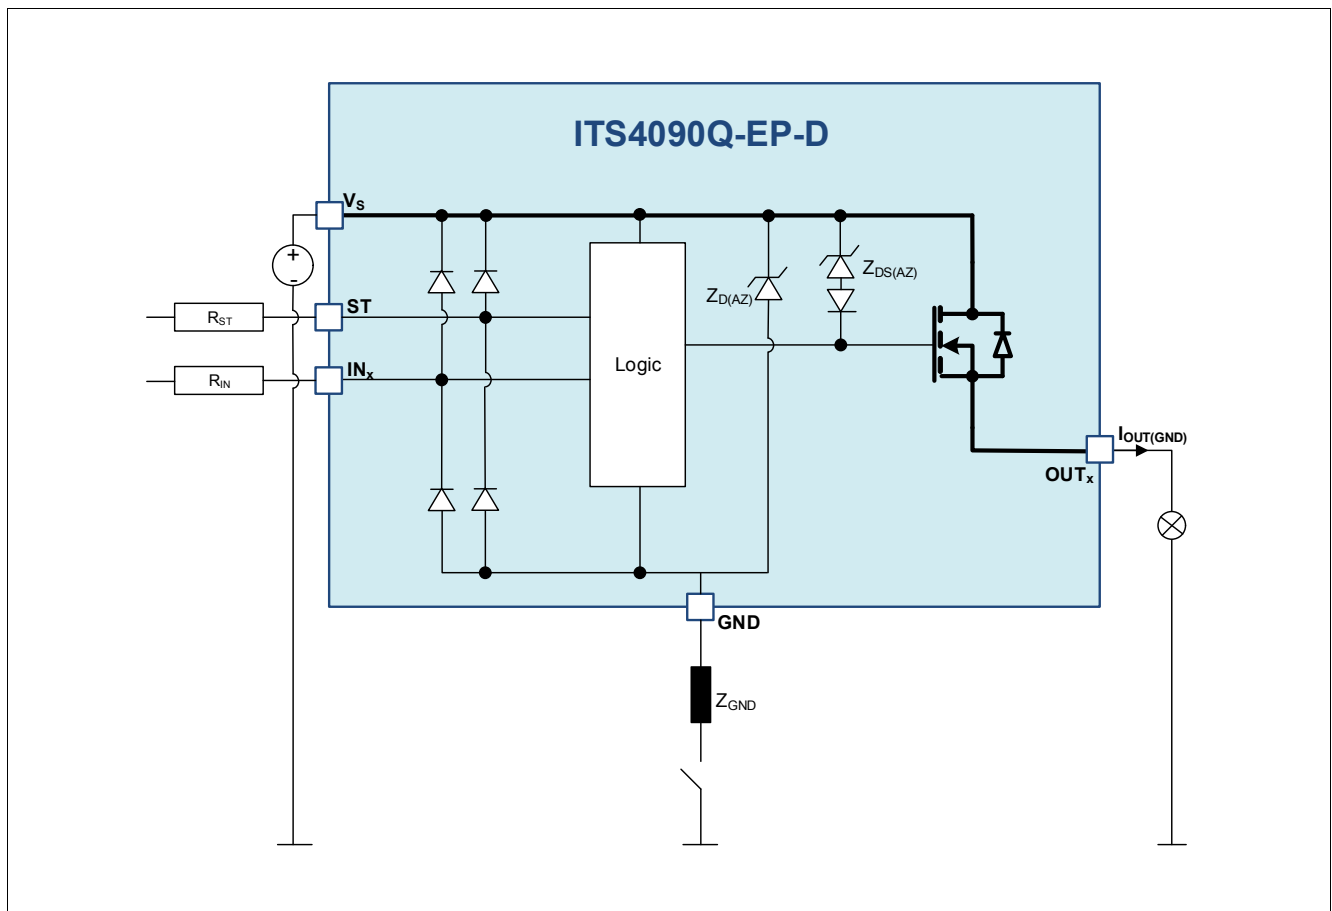 ITS4090Q-EP-D
VS
+
-
ZDS(AZ)
ZD(AZ)
ST
RST
Logic
INx
RIN
IOUT(GND)
OUTx
GND
ZGND